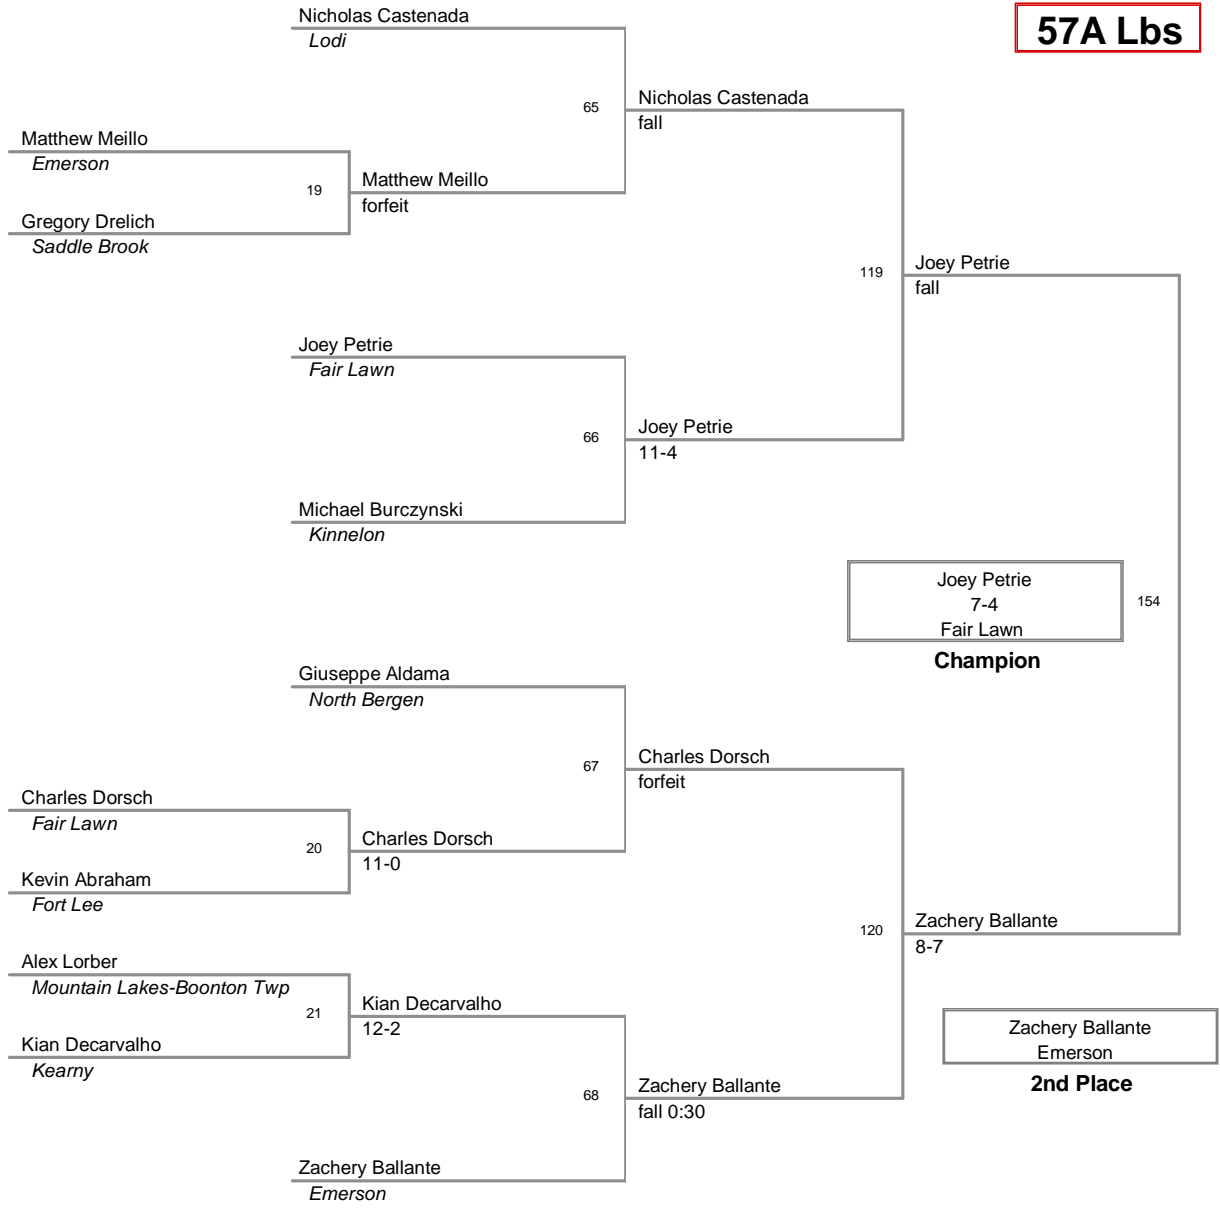 Nicholas Castenada
Lodi
57A Lbs
65
Nicholas Castenada
fall
Matthew Meillo
Emerson
19
Matthew Meillo
forfeit
Gregory Drelich
Saddle Brook
119
Joey Petrie
fall
Joey Petrie
Fair Lawn
66
Joey Petrie
11-4
Michael Burczynski
Kinnelon
Joey Petrie
7-4
Fair Lawn
154
Champion
Giuseppe Aldama
North Bergen
67
Charles Dorsch
forfeit
Charles Dorsch
Fair Lawn
20
Charles Dorsch
11-0
Kevin Abraham
Fort Lee
120
Zachery Ballante
8-7
Alex Lorber
Mountain Lakes-Boonton Twp
21
Kian Decarvalho
12-2
Kian Decarvalho
Kearny
Zachery Ballante
Emerson
2nd Place
68
Zachery Ballante
fall 0:30
Zachery Ballante
Emerson